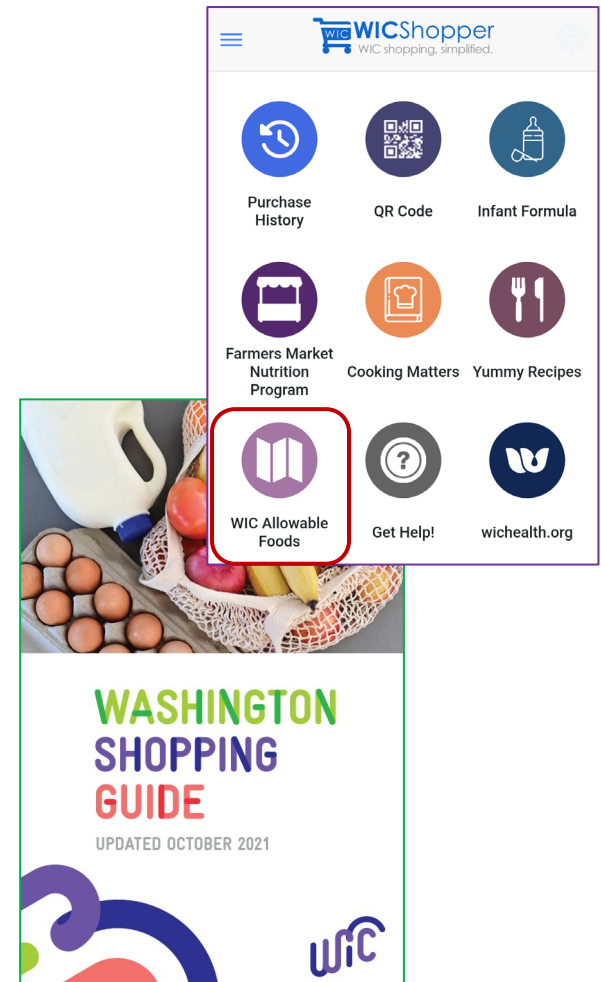 WIC WICShopper
WIC shopping, simplified.
Purchase
History
QR Code
Infant Formula
Farmers Market
Nutrition
Program
Cooking Matters
Yummy Recipes
?
WIC Allowable
Foods
Get Help!
wichealth.org
WASHINGTON
SHOPPING
GUIDE
UPDATED OCTOBER 2021
WiC